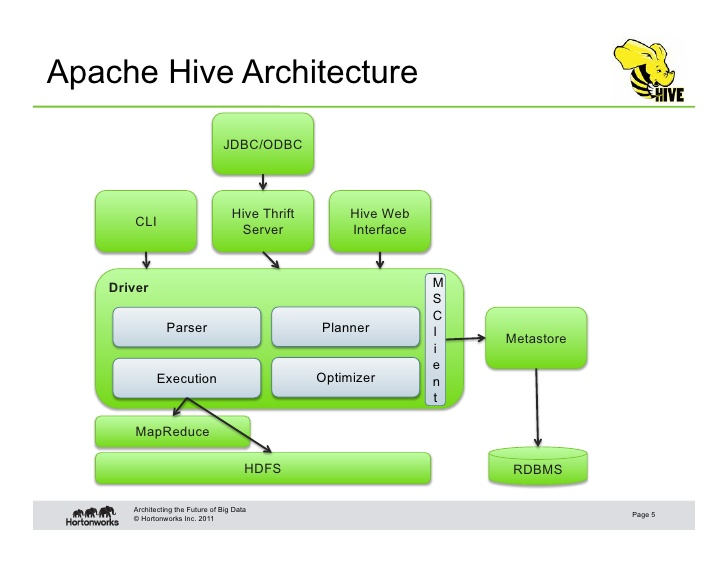 Apache Hive Architecture
HIVE
JDBC/ODBC
CLI
Hive Thrift
Server
Hive Web
Interface
Driver
MSClient
Parser
Planner
Execution
Optimizer
Metastore
MapReduce
HDFS
RDBMS
Hortonworks
Architecting the Future of Big Data
© Hortonworks Inc. 2011
Page 5